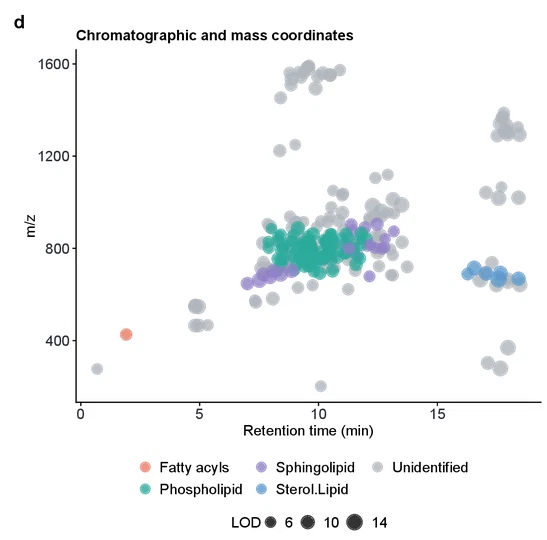 d
Chromatographic and mass coordinates
1600
1200
800
400
m/z
0 5 10 15
Retention time (min)
Fatty acyls Sphingolipid Unidentified
Phospholipid Sterol.Lipid
LOD 6 10 14